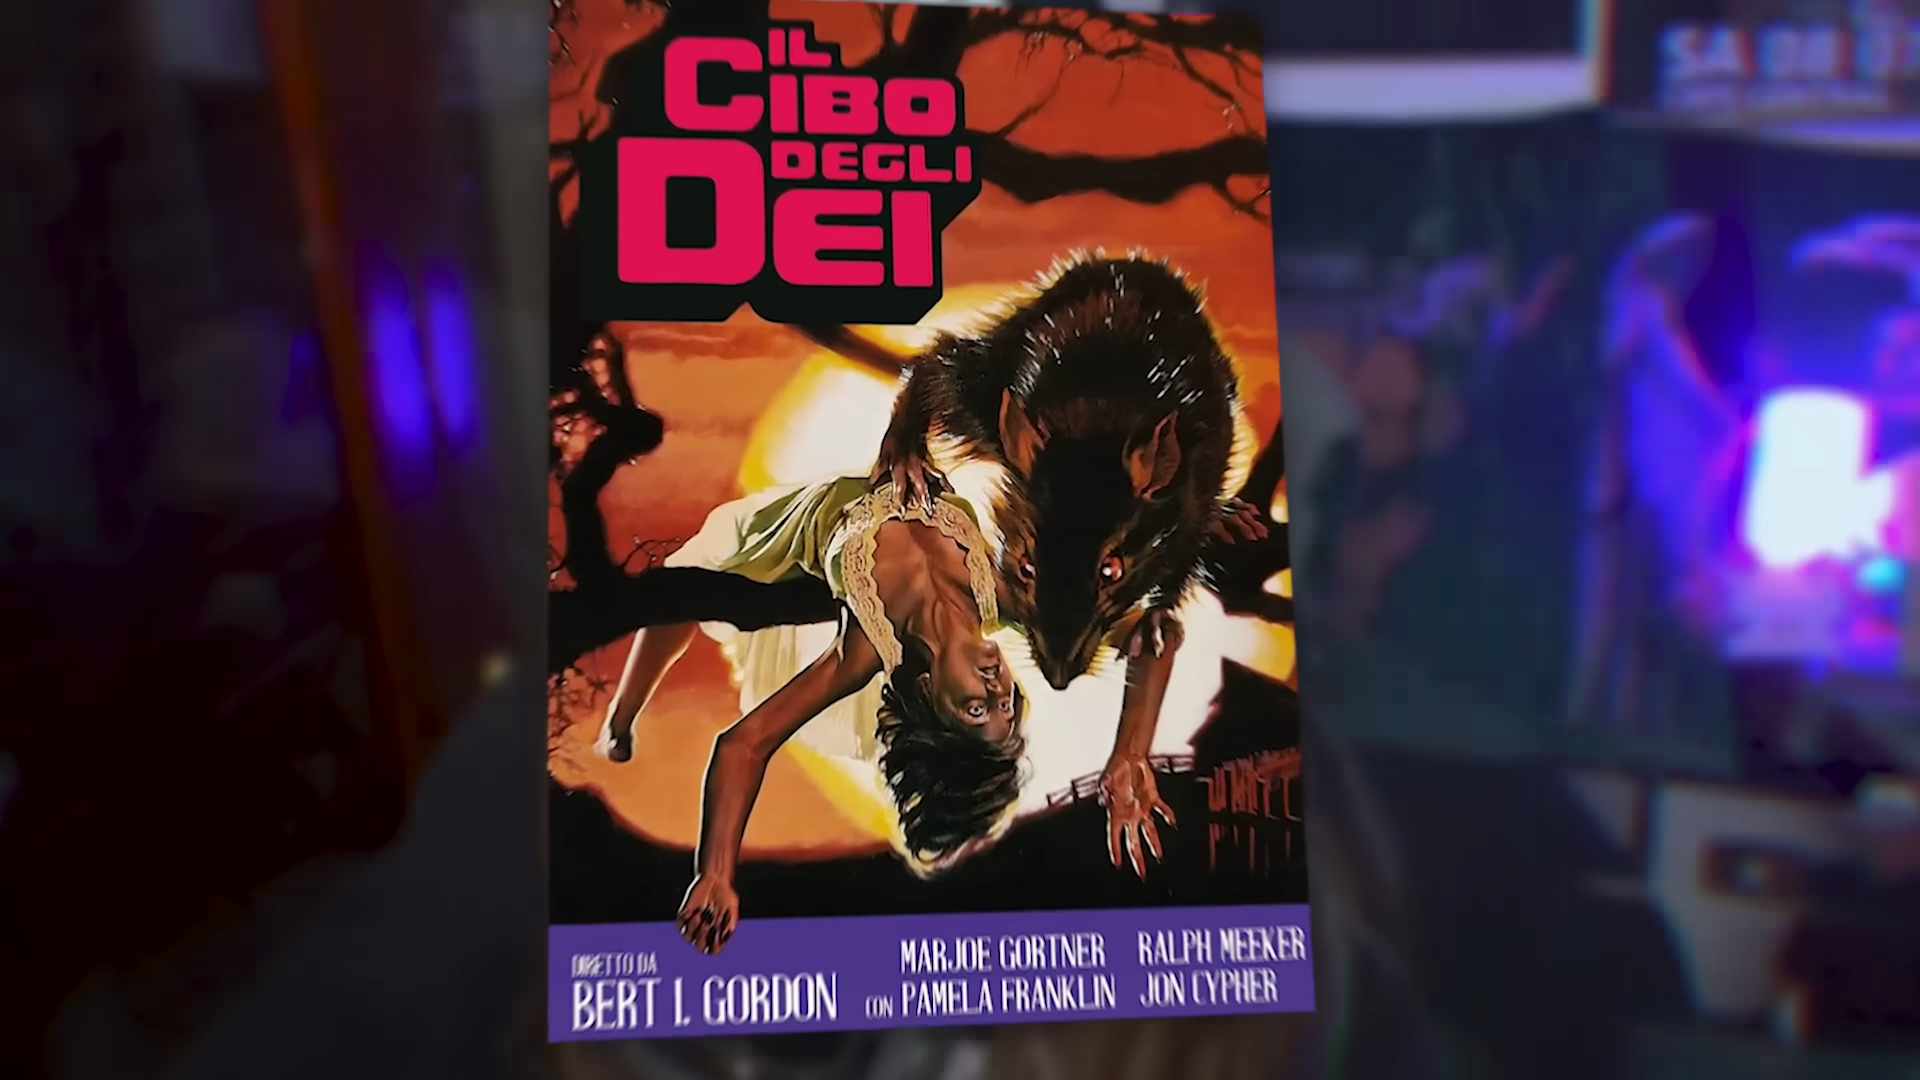 IL
CIBO
DEGLI
DEI
DIRETTO DA
BERT I. GORDON
CON
MARJOE GORTNER
PAMELA FRANKLIN
RALPH MEEKER
JON CYPHER